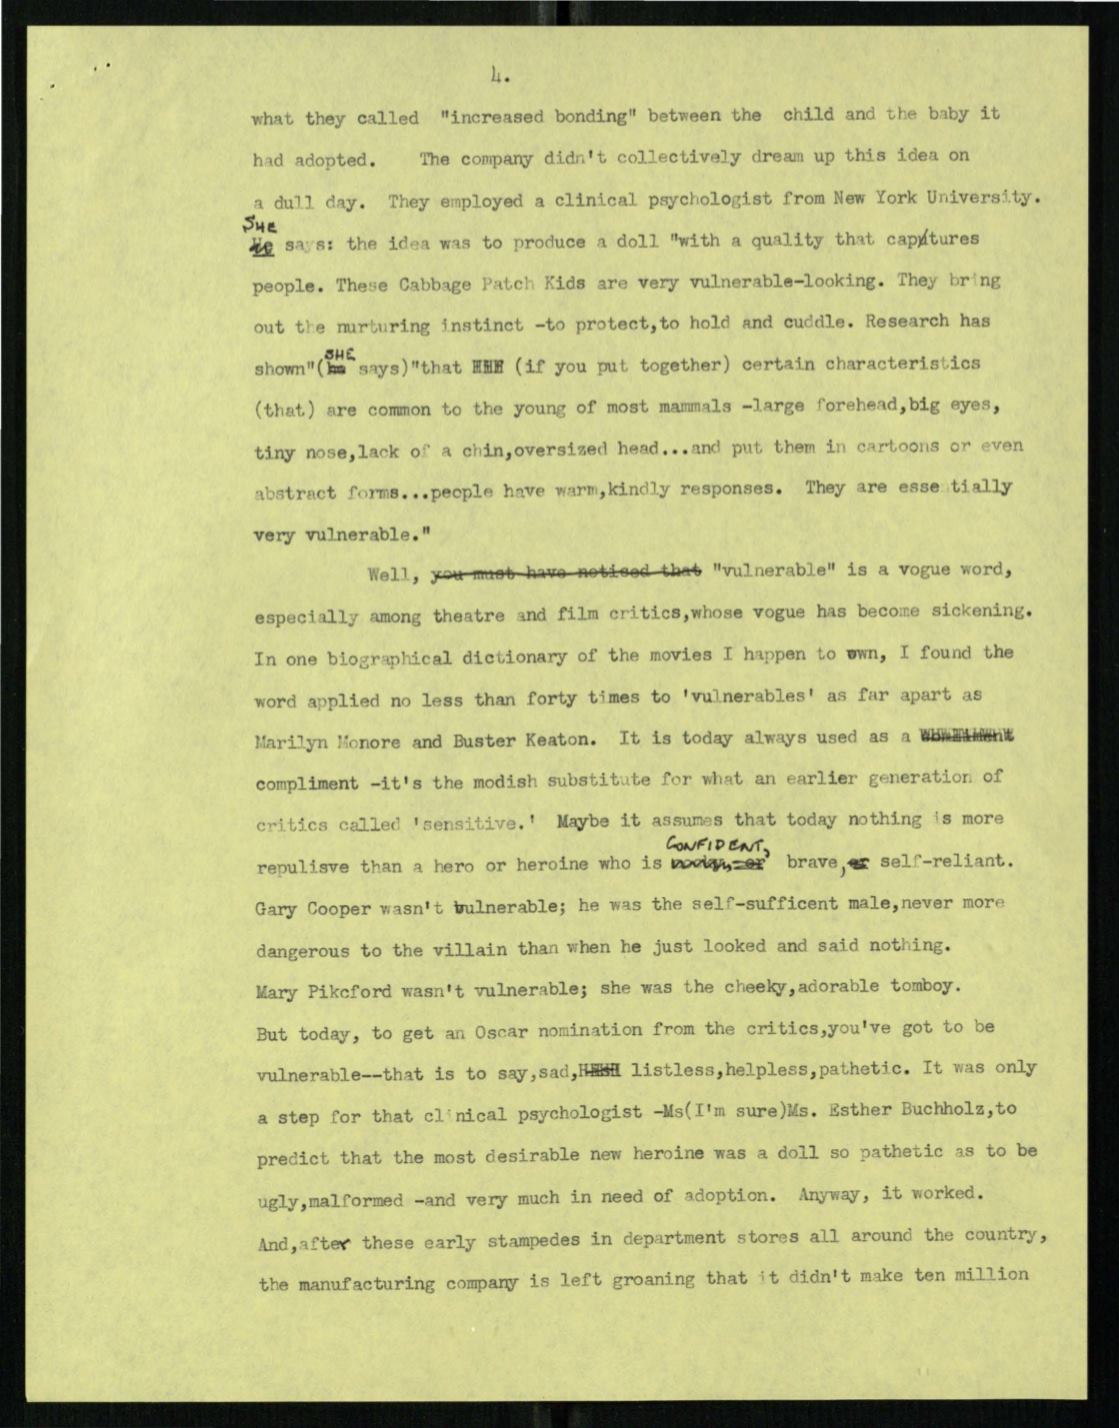 4.
what they called "increased bonding" between the child and the baby it
had adopted. The company didn't collectively dream up this idea on
a dull day. They employed a clinical psychologist from New York University.
SHE
He says: the idea was to produce a doll "with a quality that captures
people. These Cabbage Patch Kids are very vulnerable-looking. They bring
out the nurturing instinct -to protect,to hold and cuddle. Research has
SHE
shown"(he says)"that (if you put together) certain characteristics
(that) are common to the young of most mammals -large forehead,big eyes,
tiny nose,lack of a chin,oversized head...and put them in cartoons or even
abstract forms...people have warm,kindly responses. They are esse tially
very vulnerable."
Well, you must have noticed that "vulnerable" is a vogue word,
especially among theatre and film critics,whose vogue has become sickening.
In one biographical dictionary of the movies I happen to own, I found the
word applied no less than forty times to 'vulnerables' as far apart as
Marilyn Monore and Buster Keaton. It is today always used as a
compliment -it's the modish substitute for what an earlier generation of
critics called 'sensitive.' Maybe it assumes that today nothing is more
CONFIDENT,
repulisve than a hero or heroine who is brave, or self-reliant.
Gary Cooper wasn't vulnerable; he was the self-sufficent male,never more
dangerous to the villain than when he just looked and said nothing.
Mary Pikcford wasn't vulnerable; she was the cheeky,adorable tomboy.
But today, to get an Oscar nomination from the critics,you've got to be
vulnerable--that is to say,sad, listless,helpless,pathetic. It was only
a step for that clinical psychologist -Ms(I'm sure)Ms. Esther Buchholz,to
predict that the most desirable new heroine was a doll so pathetic as to be
ugly,malformed -and very much in need of adoption. Anyway, it worked.
And,after these early stampedes in department stores all around the country,
the manufacturing company is left groaning that it didn't make ten million